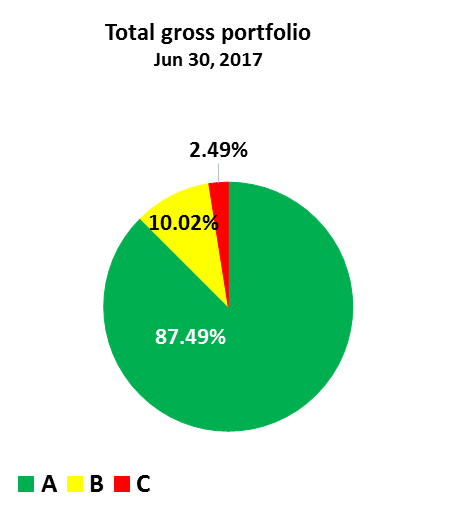 Total gross portfolio
Jun 30, 2017
2.49%
10.02%
87.49%
A B C